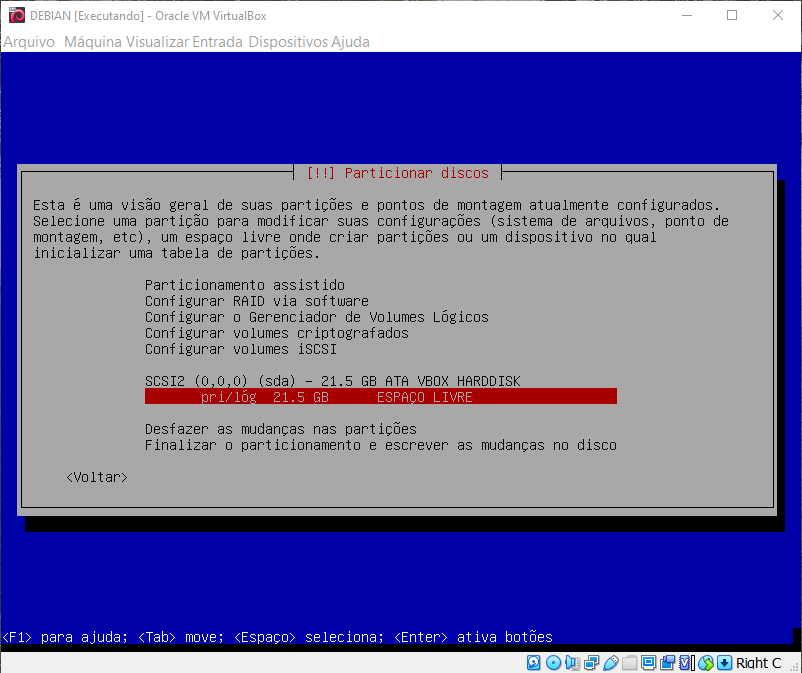 DEBIAN [Executando] - Oracle VM VirtualBox
Arquivo Máquina Visualizar Entrada Dispositivos Ajuda
[!!] Particionar discos
Esta é uma visão geral de suas partições e pontos de montagem atualmente configurados.
Selecione uma partição para modificar suas configurações (sistema de arquivos, ponto de
montagem, etc), um espaço livre onde criar partições ou um dispositivo no qual
inicializar uma tabela de partições.
Particionamento assistido
Configurar RAID via software
Configurar o Gerenciador de Volumes Lógicos
Configurar volumes criptografados
Configurar volumes iSCSI
SCSI2 (0,0,0) (sda) - 21.5 GB ATA VBOX HARDDISK
pri/lóg 21.5 GB ESPAÇO LIVRE
Desfazer as mudanças nas partições
Finalizar o particionamento e escrever as mudanças no disco
<Voltar>
<F1> para ajuda; <Tab> move; <Espaço> seleciona; <Enter> ativa botões
Right C